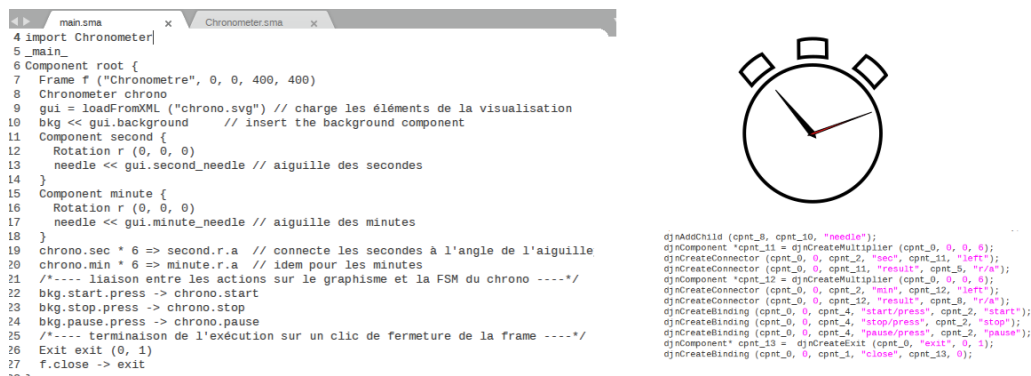 main.sma × Chronometer.sma ×
4 import Chronometer
5 _main_
6 Component root {
7 Frame f ("Chronometre", 0, 0, 400, 400)
8 Chronometer chrono
9 gui = loadFromXML ("chrono.svg") // charge les éléments de la visualisation
10 bkg << gui.background // insert the background component
11 Component second {
12 Rotation r (0, 0, 0)
13 needle << gui.second_needle // aiguille des secondes
14 }
15 Component minute {
16 Rotation r (0, 0, 0)
17 needle << gui.minute_needle // aiguille des minutes
18 }
19 chrono.sec * 6 => second.r.a // connecte les secondes à l'angle de l'aiguille
20 chrono.min * 6 => minute.r.a // idem pour les minutes
21 /*---- liaison entre les actions sur le graphisme et la FSM du chrono ----*/
22 bkg.start.press -> chrono.start
23 bkg.stop.press -> chrono.stop
24 bkg.pause.press -> chrono.pause
25 /*---- terminaison de l'exécution sur un clic de fermeture de la frame ----*/
26 Exit exit (0, 1)
27 f.close -> exit
djnAddChild (cpnt_8, cpnt_10, "needle");
djnComponent *cpnt_11 = djnCreateMultiplier (cpnt_0, 0, 0, 6);
djnCreateConnector (cpnt_0, 0, cpnt_2, "sec", cpnt_11, "left");
djnCreateConnector (cpnt_0, 0, cpnt_11, "result", cpnt_5, "r/a");
djnComponent *cpnt_12 = djnCreateMultiplier (cpnt_0, 0, 0, 6);
djnCreateConnector (cpnt_0, 0, cpnt_2, "min", cpnt_12, "left");
djnCreateConnector (cpnt_0, 0, cpnt_12, "result", cpnt_8, "r/a");
djnCreateBinding (cpnt_0, 0, cpnt_4, "start/press", cpnt_2, "start");
djnCreateBinding (cpnt_0, 0, cpnt_4, "stop/press", cpnt_2, "stop");
djnCreateBinding (cpnt_0, 0, cpnt_4, "pause/press", cpnt_2, "pause");
djnComponent* cpnt_13 = djnCreateExit (cpnt_0, "exit", 0, 1);
djnCreateBinding (cpnt_0, 0, cpnt_1, "close", cpnt_13, 0);